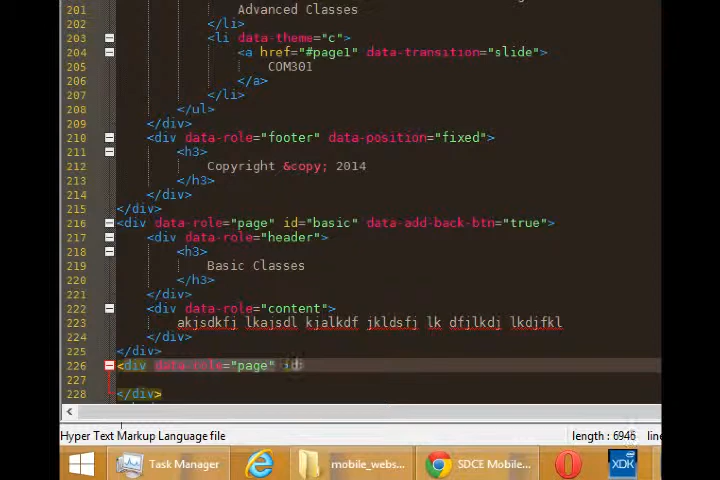 201 Advanced Classes
202 </li>
203 <li data-theme="c">
204 <a href="#page1" data-transition="slide">
205 COM301
206 </a>
207 </li>
208 </ul>
209 </div>
210 <div data-role="footer" data-position="fixed">
211 <h3>
212 Copyright &copy; 2014
213 </h3>
214 </div>
215 </div>
216 <div data-role="page" id="basic" data-add-back-btn="true">
217 <div data-role="header">
218 <h3>
219 Basic Classes
220 </h3>
221 </div>
222 <div data-role="content">
223 akjsdkfj lkajsdl kjalkdf jkldsfj lk dfjlkdj lkdjfkl
224 </div>
225 </div>
226 <div data-role="page" id>
227
228 </div>
Hyper Text Markup Language file length : 6946 line
Task Manager mobile_webs... SDCE Mobile... XDK